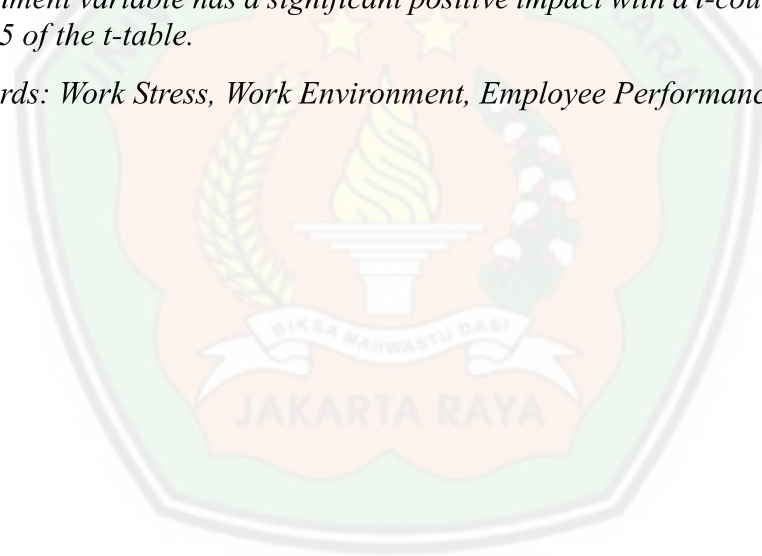 nment variable has a significant positive impact with a t-cou
5 of the t-table.
rds: Work Stress, Work Environment, Employee Performanc
BIKSA MAHWASTU DASI
JAKARTA RAYA